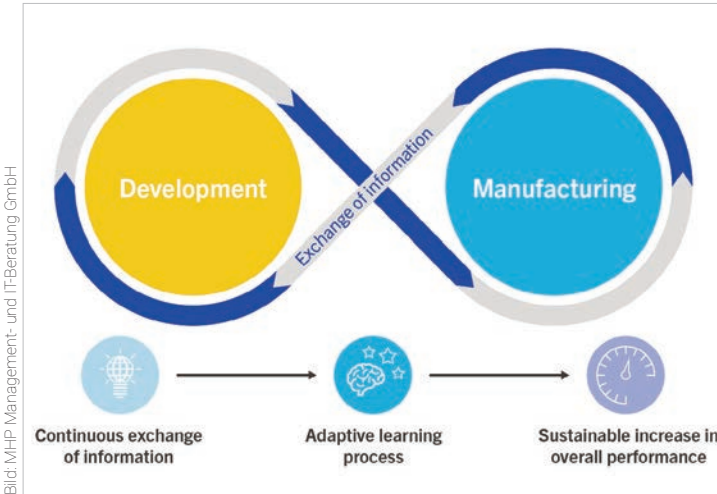 Development
Manufacturing
Exchange of information
Continuous exchange
of information
Adaptive learning
process
Sustainable increase in
overall performance
Bild: MHP Management- und IT-Beratung GmbH